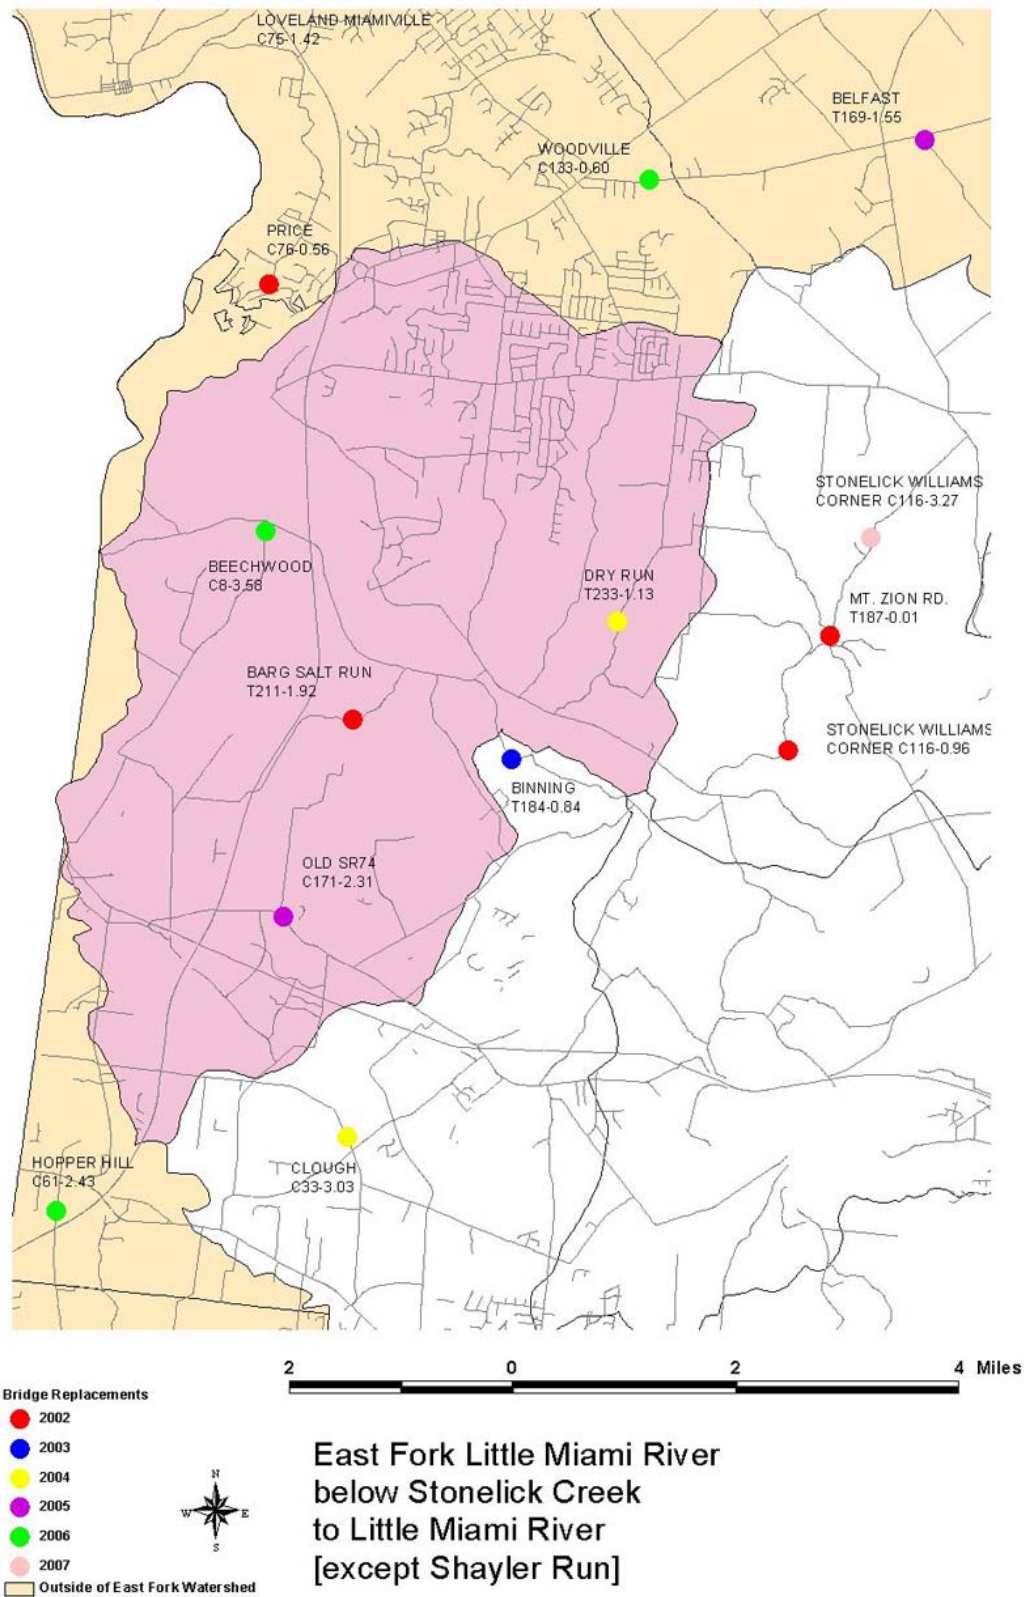 LOVELAND MIAMIVILLE
C75-1.42
BELFAST
T169-1.55
WOODVILLE
C133-0.60
PRICE
C76-0.56
STONELICK WILLIAMS
CORNER C116-3.27
BEECHWOOD
C8-3.58
DRY RUN
T233-1.13
MT. ZION RD.
T187-0.01
BARG SALT RUN
T211-1.92
STONELICK WILLIAMS
CORNER C116-0.96
BINNING
T184-0.84
OLD SR74
C171-2.31
HOPPER HILL
C61-2.43
CLOUGH
C33-3.03
2 0 2 4 Miles
Bridge Replacements
2002
2003
2004
2005
2006
2007
Outside of East Fork Watershed
N
W E
S
East Fork Little Miami River
below Stonelick Creek
to Little Miami River
[except Shayler Run]